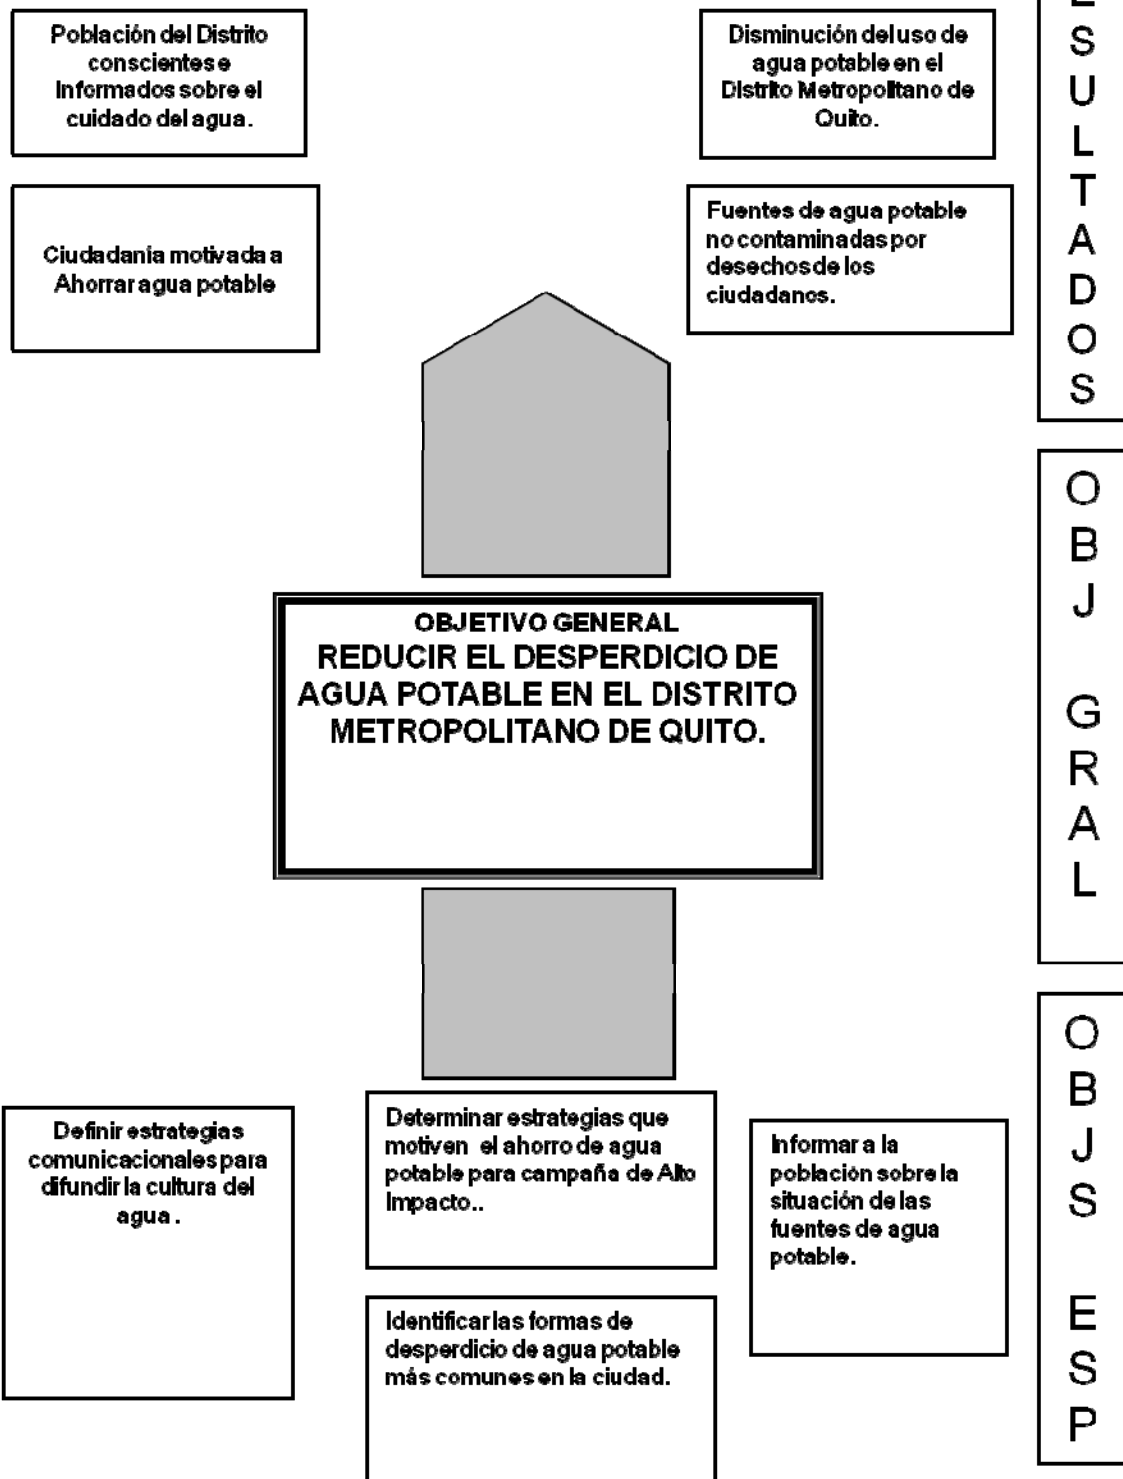 Población del Distrito
conscientes e
Informados sobre el
cuidado del agua.
Disminución del uso de
agua potable en el
Distrito Metropolitano de
Quito.
Ciudadanía motivada a
Ahorrar agua potable
Fuentes de agua potable
no contaminadas por
desechos de los
ciudadanos.
E
S
U
L
T
A
D
O
S
OBJETIVO GENERAL
REDUCIR EL DESPERDICIO DE
AGUA POTABLE EN EL DISTRITO
METROPOLITANO DE QUITO.
O
B
J
G
R
A
L
Definir estrategias
comunicacionales para
difundir la cultura del
agua .
Determinar estrategias que
motiven  el ahorro de agua
potable para campaña de Alto
Impacto..
Informar a la
población sobre la
situación de las
fuentes de agua
potable.
Identificar las formas de
desperdicio de agua potable
más comunes en la ciudad.
O
B
J
S
E
S
P